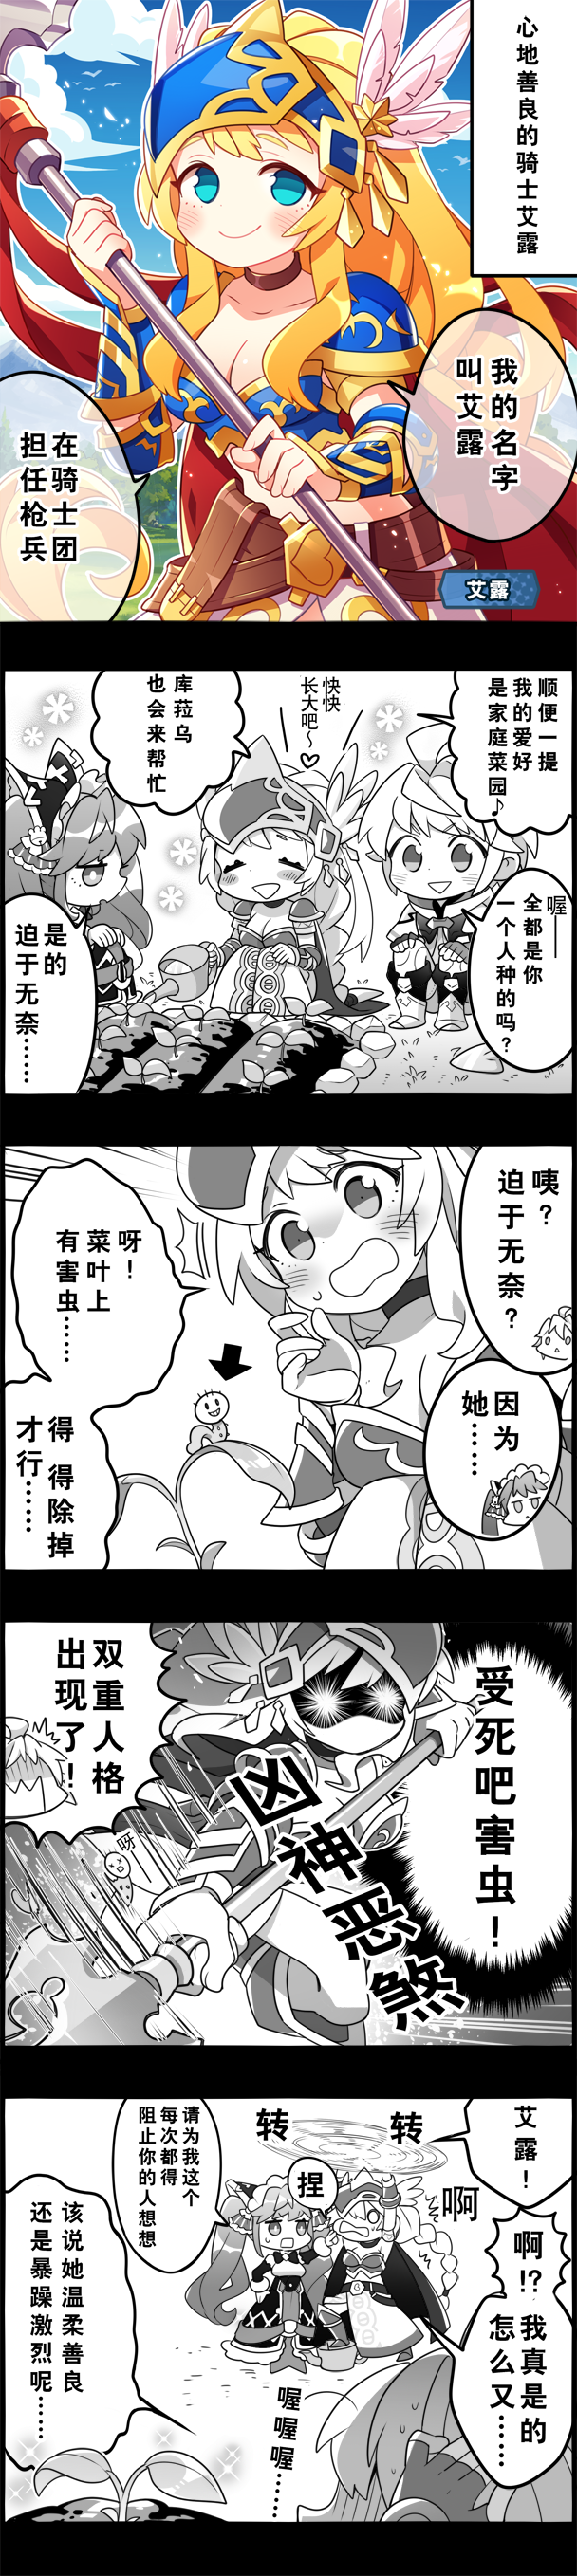 心地善良的骑士艾露
我的名字
叫艾露
在骑士团
担任枪兵
艾露
顺便一提
我的爱好
是家庭菜园♪
快快
长大吧～♡
库菈乌
也会来帮忙
喔——
全都是你
一个人种的吗?
是的
迫于无奈……
咦?
迫于无奈?
因为
她……
呀!
菜叶上
有害虫……
得 得除掉
才行……
受死吧害虫!
凶神恶煞
双重人格
出现了!
呀
艾露!
啊!?
我真是的
怎么又……
转
转
捏
啊
请为我这个
每次都得
阻止你的人想想
该说她温柔善良
还是暴躁激烈呢……
喔喔喔……